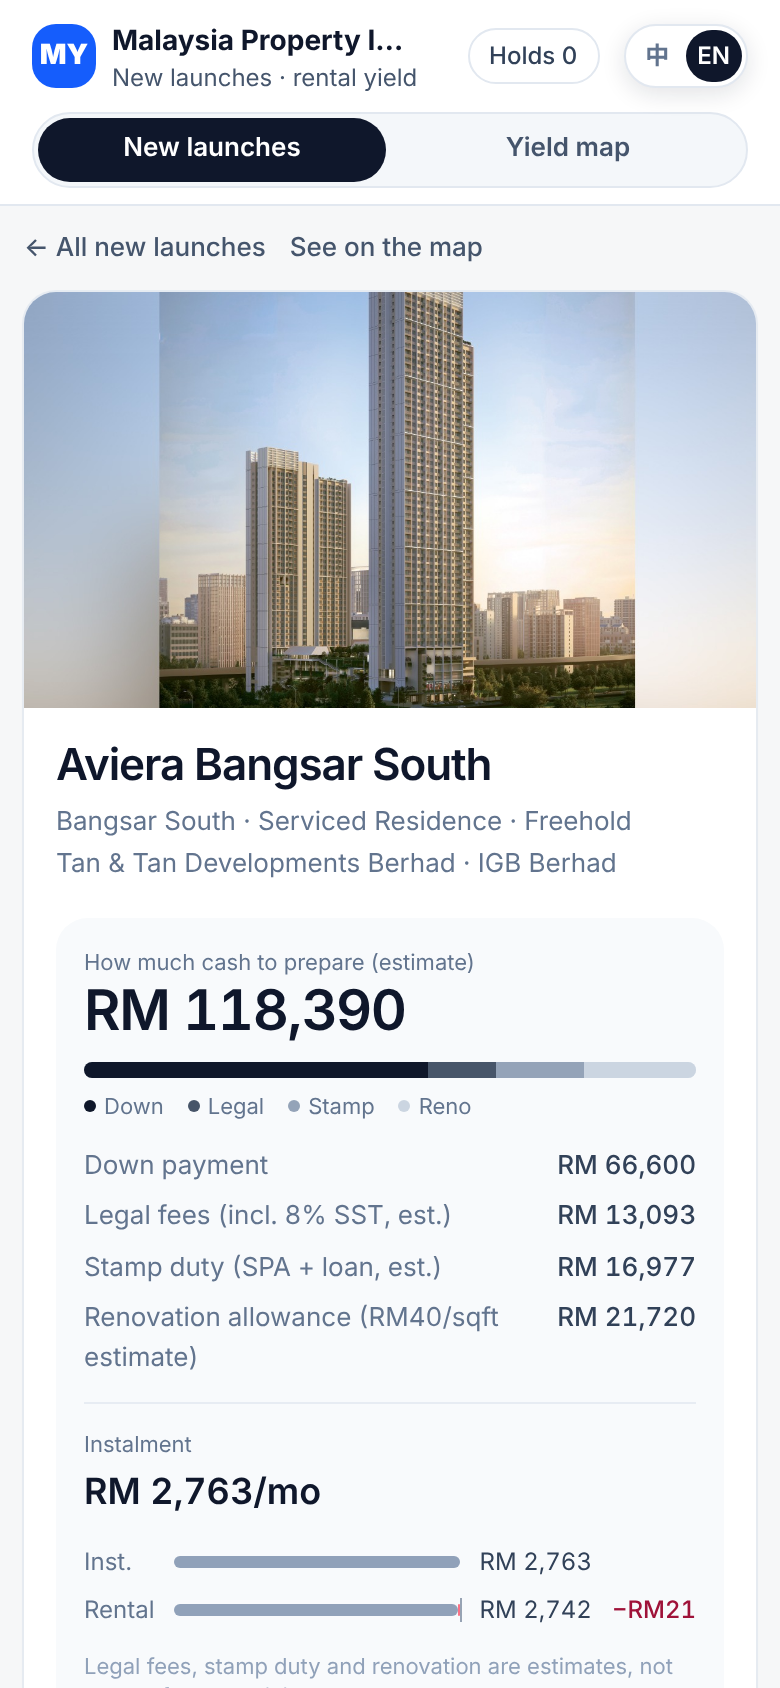 MY
Malaysia Property I...
New launches · rental yield
Holds 0
中
EN
New launches
Yield map
← All new launches
See on the map
Aviera Bangsar South
Bangsar South · Serviced Residence · Freehold
Tan & Tan Developments Berhad · IGB Berhad
How much cash to prepare (estimate)
RM 118,390
Down
Legal
Stamp
Reno
Down payment RM 66,600
Legal fees (incl. 8% SST, est.) RM 13,093
Stamp duty (SPA + loan, est.) RM 16,977
Renovation allowance (RM40/sqft RM 21,720
estimate)
Instalment
RM 2,763/mo
Inst. RM 2,763
Rental RM 2,742 −RM21
Legal fees, stamp duty and renovation are estimates, not